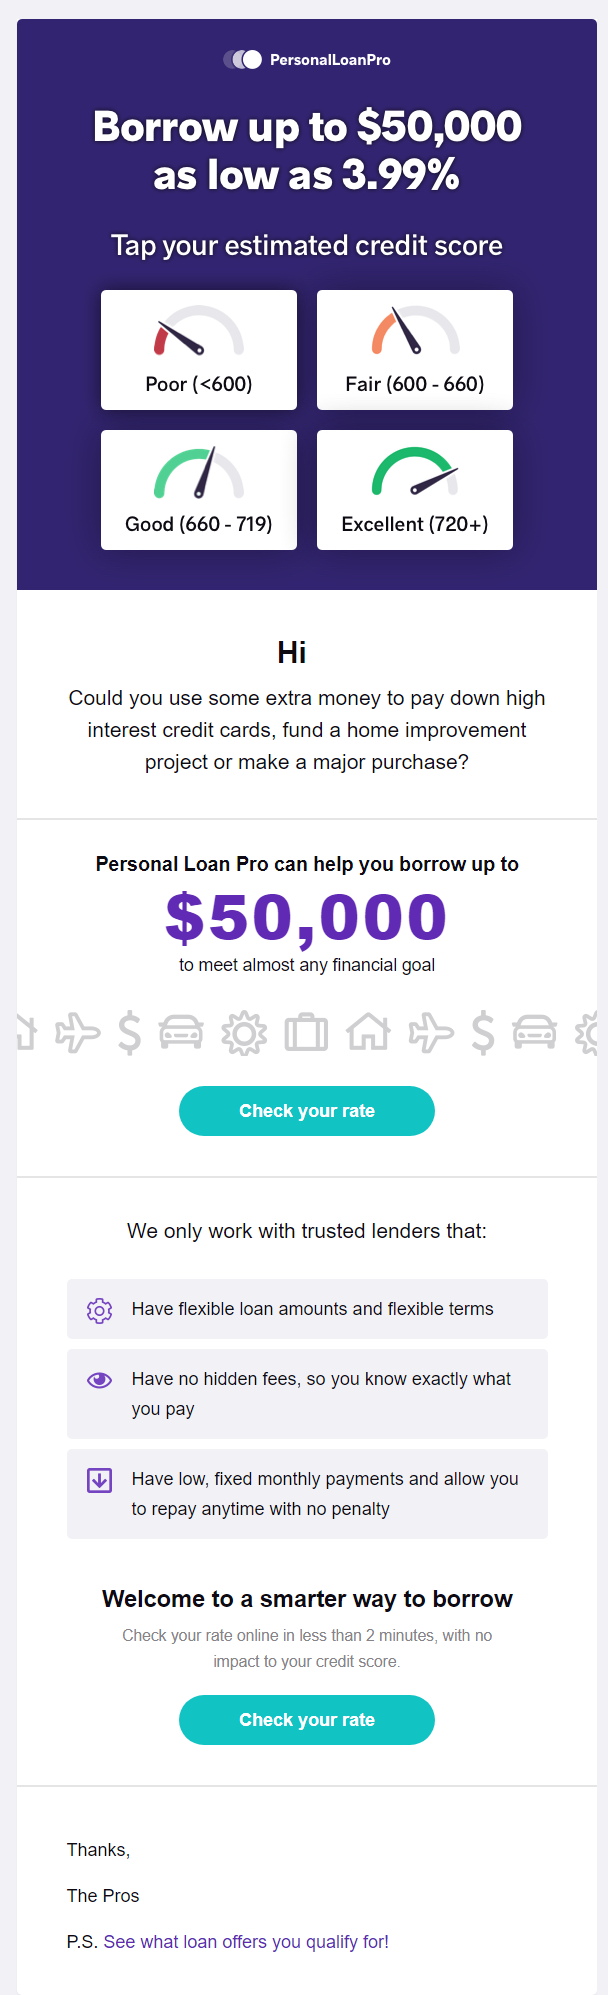 PersonalLoanPro
Borrow up to $50,000
as low as 3.99%
Tap your estimated credit score
Poor (<600)
Fair (600 - 660)
Good (660 - 719)
Excellent (720+)
Hi
Could you use some extra money to pay down high
interest credit cards, fund a home improvement
project or make a major purchase?
Personal Loan Pro can help you borrow up to
$50,000
to meet almost any financial goal
Check your rate
We only work with trusted lenders that:
Have flexible loan amounts and flexible terms
Have no hidden fees, so you know exactly what
you pay
Have low, fixed monthly payments and allow you
to repay anytime with no penalty
Welcome to a smarter way to borrow
Check your rate online in less than 2 minutes, with no
impact to your credit score.
Check your rate
Thanks,
The Pros
P.S. See what loan offers you qualify for!